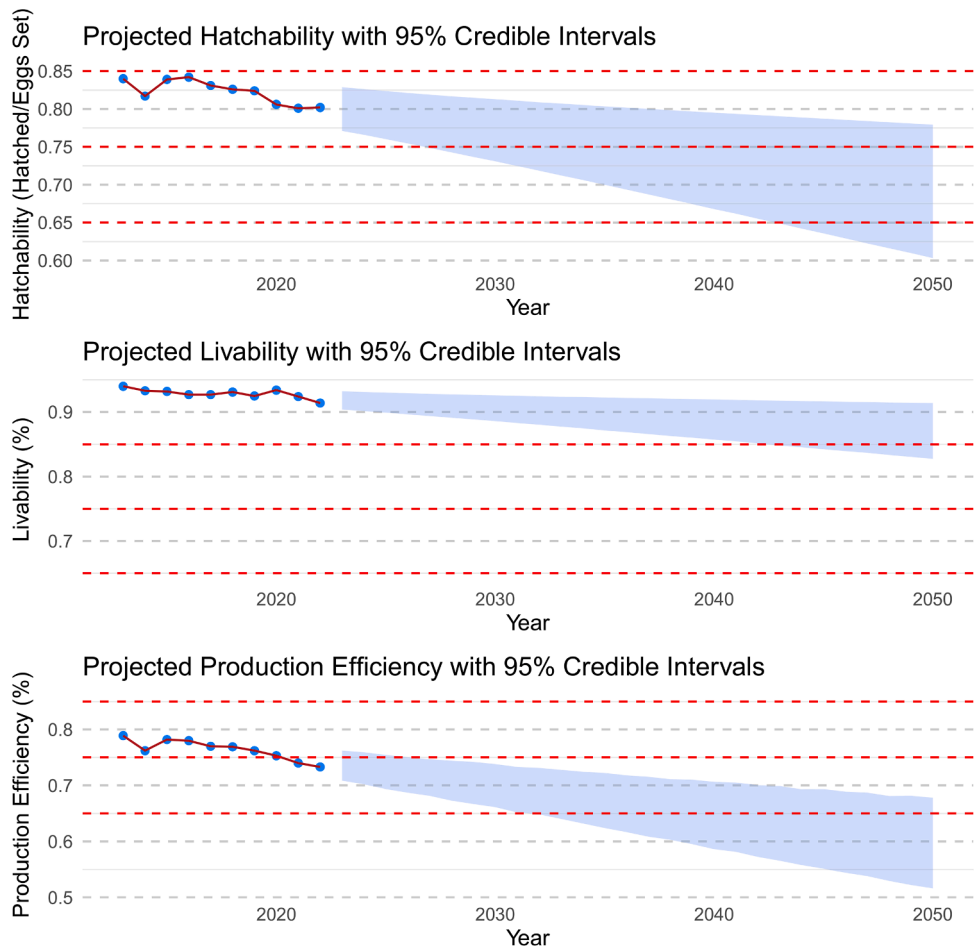 Projected Hatchability with 95% Credible Intervals
Hatchability (Hatched/Eggs Set)
0.85
0.80
0.75
0.70
0.65
0.60
2020 2030 2040 2050
Year
Projected Livability with 95% Credible Intervals
Livability (%)
0.9
0.8
0.7
2020 2030 2040 2050
Year
Projected Production Efficiency with 95% Credible Intervals
Production Efficiency (%)
0.8
0.7
0.6
0.5
2020 2030 2040 2050
Year